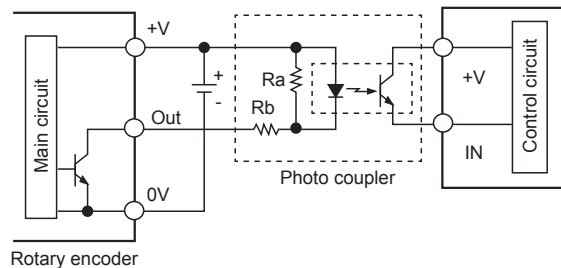 Main circuit
+V
Out
0V
Rotary encoder
+
-
Ra
Rb
Photo coupler
+V
IN
Control circuit